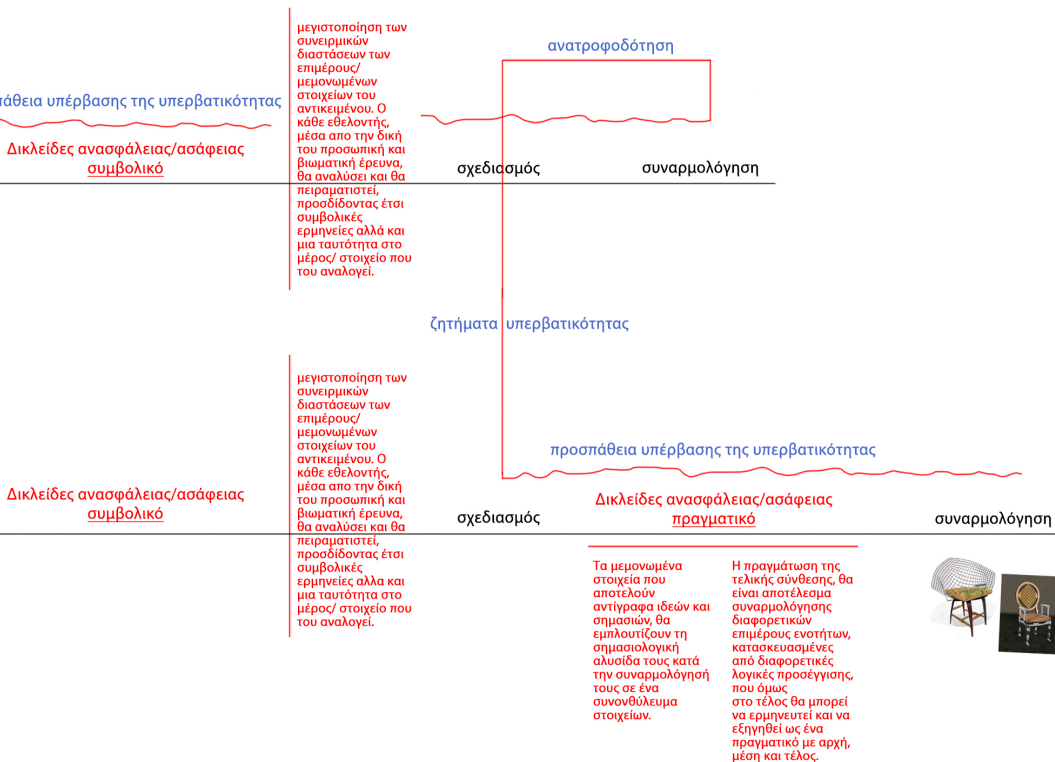 μεγιστοποίηση των
συνειρμικών
διαστάσεων των
επιμέρους/
μεμονωμένων
στοιχείων του
αντικειμένου. Ο
κάθε εθελοντής,
μέσα απο την δική
του προσωπική και
βιωματική έρευνα,
θα αναλύσει και θα
πειραματιστεί,
προσδίδοντας έτσι
συμβολικές
ερμηνείες αλλά και
μια ταυτότητα στο
μέρος/ στοιχείο που
του αναλογεί.
ανατροφοδότηση
πάθεια υπέρβασης της υπερβατικότητας
Δικλείδες ανασφάλειας/ασάφειας
συμβολικό
σχεδιασμός
συναρμολόγηση
ζητήματα υπερβατικότητας
μεγιστοποίηση των
συνειρμικών
διαστάσεων των
επιμέρους/
μεμονωμένων
στοιχείων του
αντικειμένου. Ο
κάθε εθελοντής,
μέσα απο την δική
του προσωπική και
βιωματική έρευνα,
θα αναλύσει και θα
πειραματιστεί,
προσδίδοντας έτσι
συμβολικές
ερμηνείες αλλα και
μια ταυτότητα στο
μέρος/ στοιχείο που
του αναλογεί.
προσπάθεια υπέρβασης της υπερβατικότητας
Δικλείδες ανασφάλειας/ασάφειας
συμβολικό
σχεδιασμός
Δικλείδες ανασφάλειας/ασάφειας
πραγματικό
συναρμολόγηση
Τα μεμονωμένα
στοιχεία που
αποτελούν
αντίγραφα ιδεών και
σημασιών, θα
εμπλουτίζουν τη
σημασιολογική
αλυσίδα τους κατά
την συναρμολόγησή
τους σε ένα
συνονθύλευμα
στοιχείων.
Η πραγμάτωση της
τελικής σύνθεσης, θα
είναι αποτέλεσμα
συναρμολόγησης
διαφορετικών
επιμέρους ενοτήτων,
κατασκευασμένες
από διαφορετικές
λογικές προσέγγισης,
που όμως
στο τέλος θα μπορεί
να ερμηνευτεί και να
εξηγηθεί ως ένα
πραγματικό με αρχή,
μέση και τέλος.